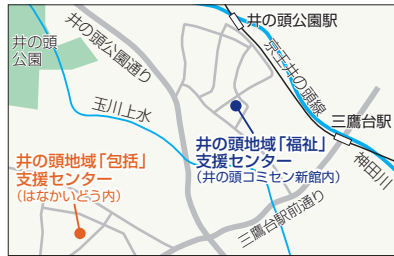 井の頭公園駅
井の頭
公園
井の頭公園通り
京王井の頭線
玉川上水
三鷹台駅
井の頭地域「福祉」
支援センター
(井の頭コミセン新館内)
神田川
井の頭地域「包括」
支援センター
(はなかいどう内)
三鷹台駅前通り